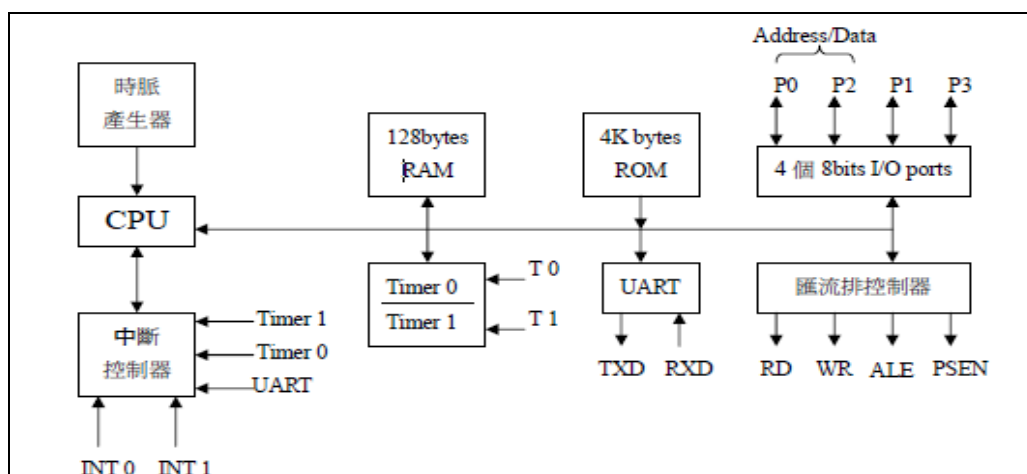 Address/Data
P0 P2 P1 P3
時脈
產生器
128bytes
RAM
4K bytes
ROM
4 個 8bits I/O ports
CPU
Timer 0
Timer 1
T 0
T 1
UART
匯流排控制器
中斷
控制器
Timer 1
Timer 0
UART
TXD RXD
RD WR ALE PSEN
INT 0 INT 1